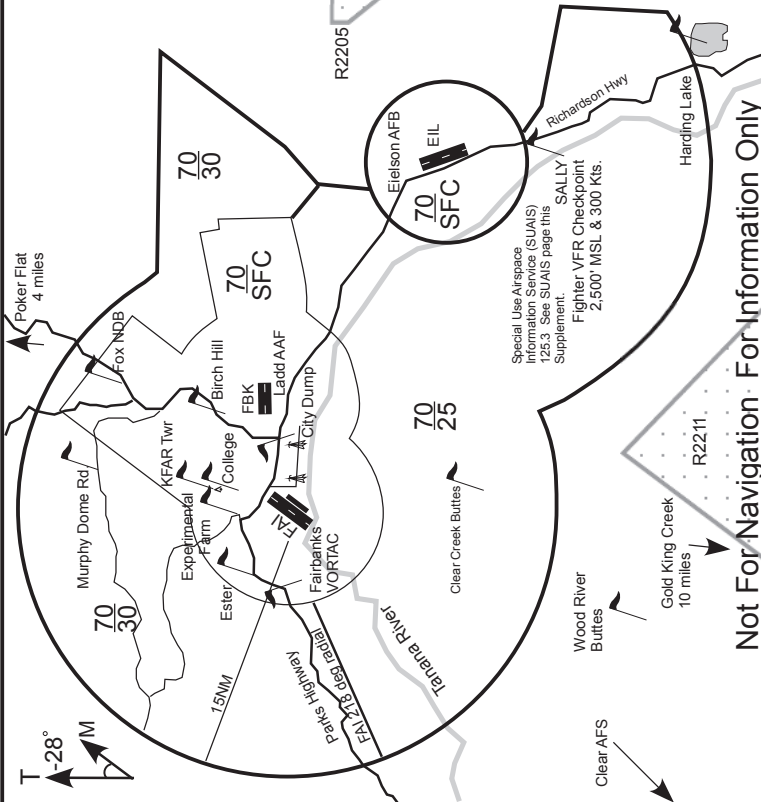 Poker Flat
4 miles
R2205
T
-28°
M
Murphy Dome Rd
Fox NDB
70
30
70
30
KFAR Twr
Birch Hill
College
Experimental
Farm
FBK
Ladd AAF
70
SFC
Eielson AFB
EIL
70
SFC
Richardson Hwy
Harding Lake
City Dump
Ester
FAI
Fairbanks
VORTAC
15NM
Parks Highway
FAI 218 deg radial
Tanana River
Clear Creek Buttes
70
25
Special Use Airspace
Information Service (SUAIS)
125.3 See SUAIS page this
Supplement.
SALLY
Fighter VFR Checkpoint
2,500' MSL & 300 Kts.
Wood River
Buttes
Gold King Creek
10 miles
R2211
Clear AFS
Not For Navigation For Information Only